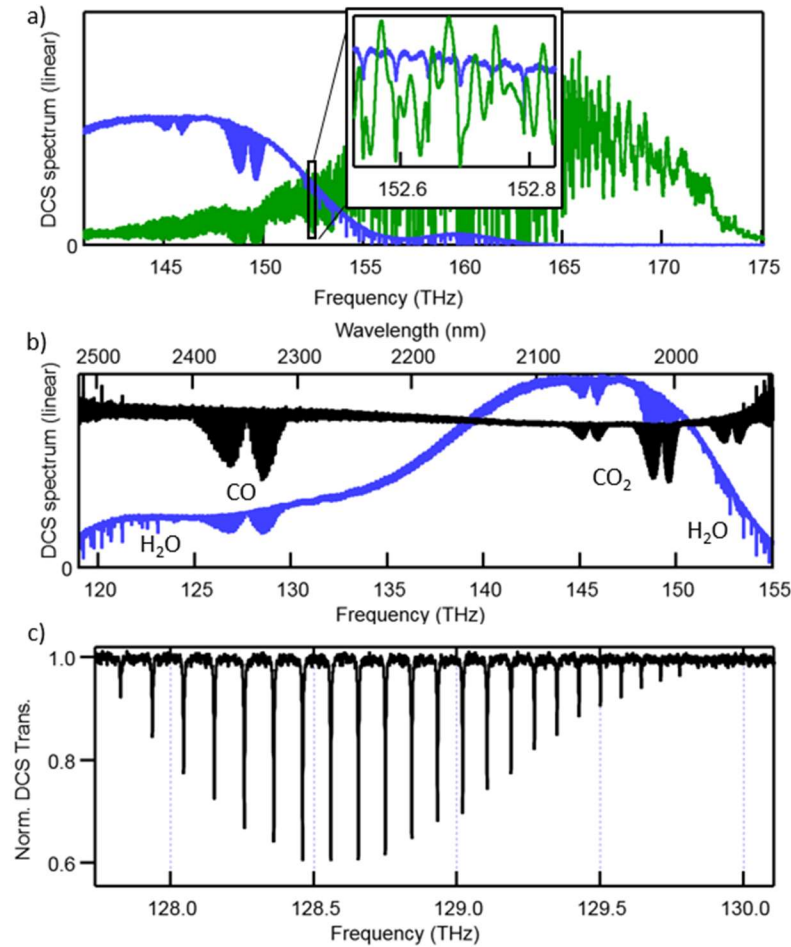 a)
DCS spectrum (linear)
0
152.6 152.8
145 150 155 160 165 170 175
Frequency (THz)
Wavelength (nm)
b)
2500 2400 2300 2200 2100 2000
DCS spectrum (linear)
CO
CO2
H2O
H2O
0
120 125 130 135 140 145 150 155
Frequency (THz)
c)
1.0
0.8
0.6
Norm. DCS Trans.
128.0 128.5 129.0 129.5 130.0
Frequency (THz)